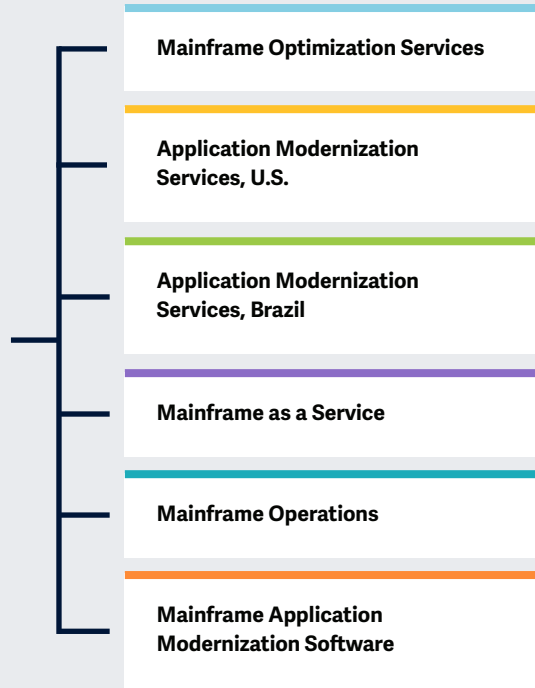 Mainframe Optimization Services
Application Modernization
Services, U.S.
Application Modernization
Services, Brazil
Mainframe as a Service
Mainframe Operations
Mainframe Application
Modernization Software